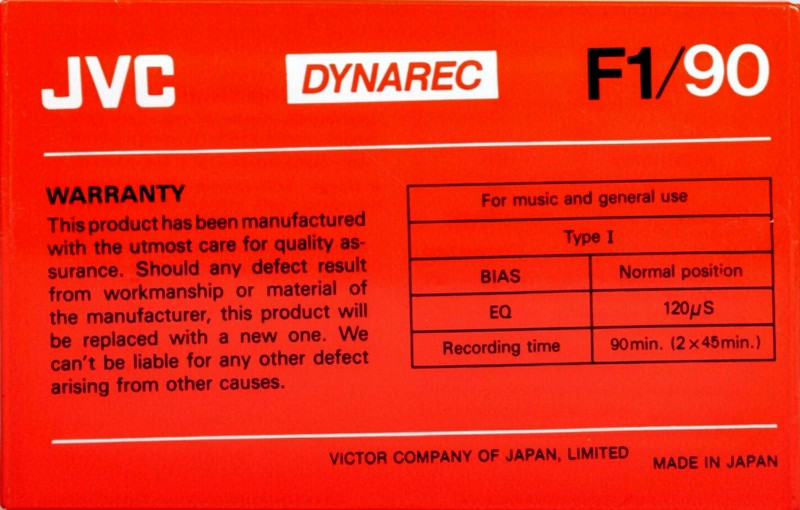 JVC DYNAREC F1/90
WARRANTY
This product has been manufactured
with the utmost care for quality as-
surance. Should any defect result
from workmanship or material of
the manufacturer, this product will
be replaced with a new one. We
can't be liable for any other defect
arising from other causes.
For music and general use
Type I
BIAS Normal position
EQ 120μS
Recording time 90min. (2×45min.)
VICTOR COMPANY OF JAPAN, LIMITED MADE IN JAPAN